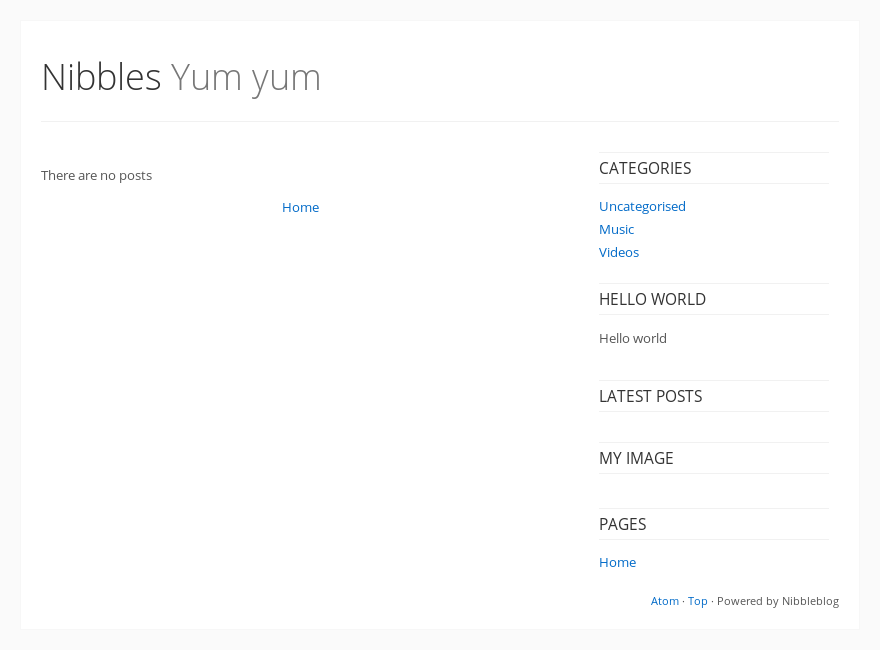 Nibbles Yum yum
There are no posts
Home
CATEGORIES
Uncategorised
Music
Videos
HELLO WORLD
Hello world
LATEST POSTS
MY IMAGE
PAGES
Home
Atom · Top · Powered by Nibbleblog